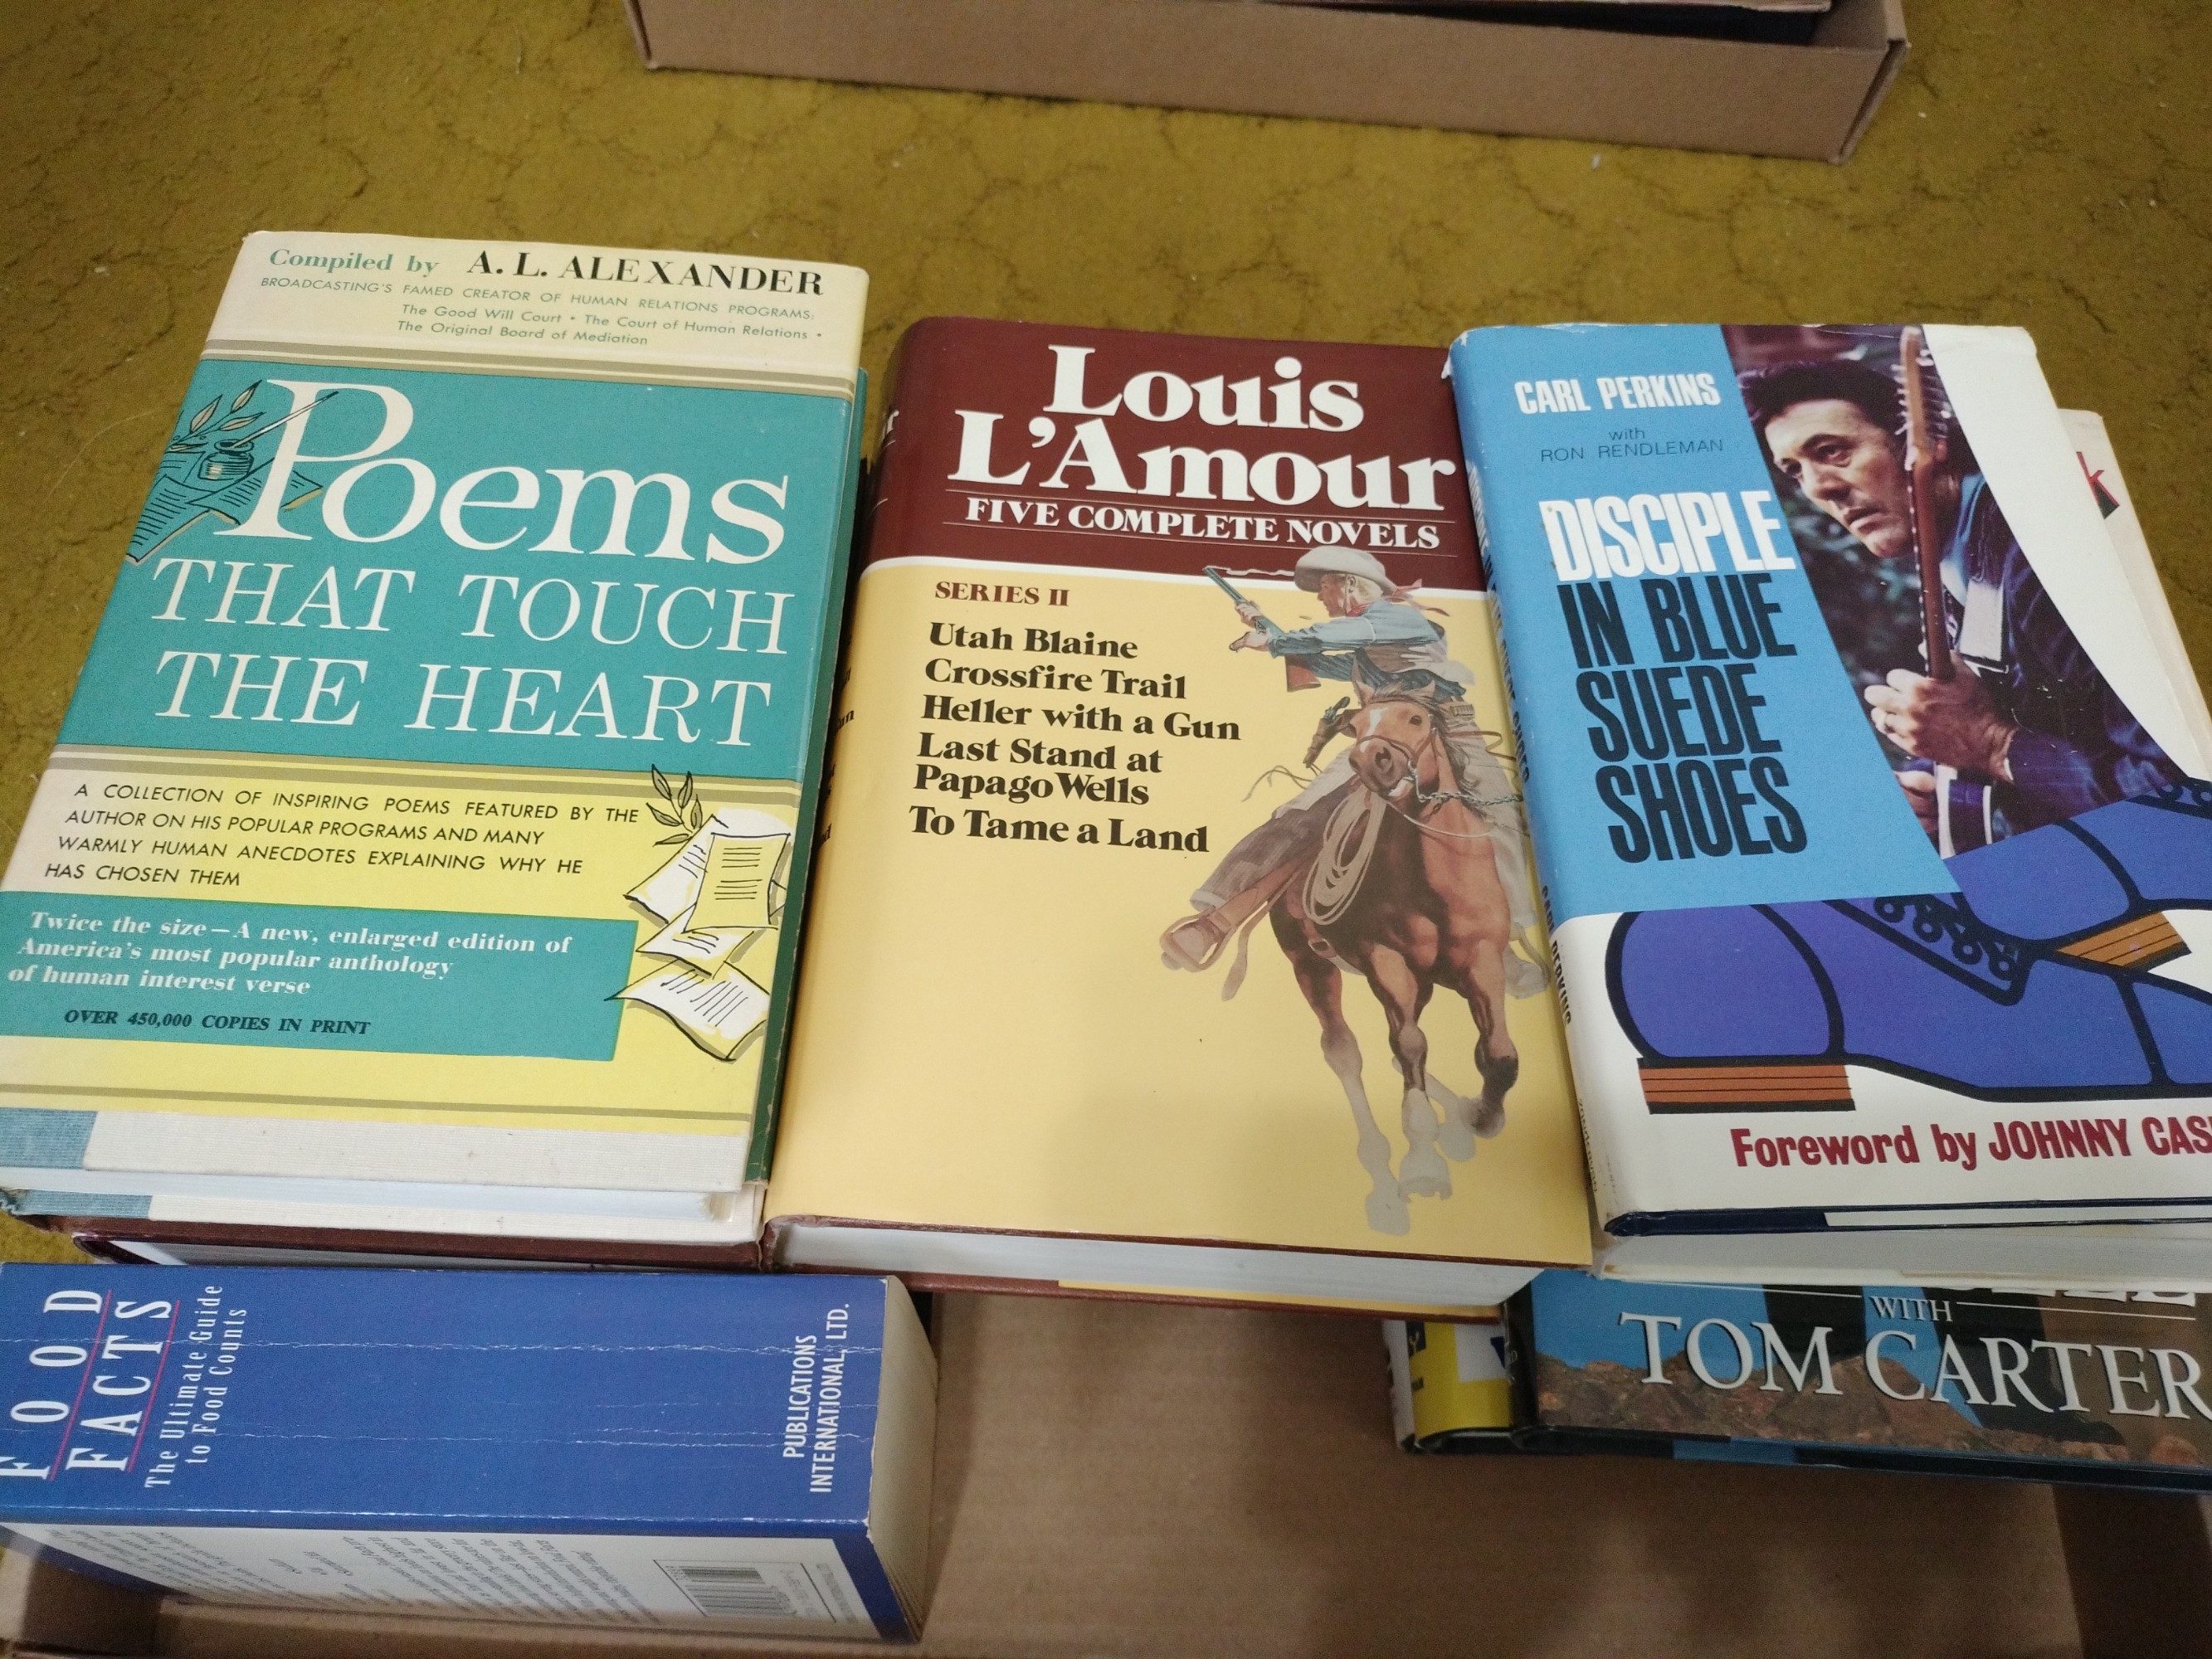 Compiled by A. L. ALEXANDER
BROADCASTING'S FAMED CREATOR OF HUMAN RELATIONS PROGRAMS:
The Good Will Court • The Court of Human Relations •
The Original Board of Mediation
Poems
THAT TOUCH
THE HEART
A COLLECTION OF INSPIRING POEMS FEATURED BY THE
AUTHOR ON HIS POPULAR PROGRAMS AND MANY
WARMLY HUMAN ANECDOTES EXPLAINING WHY HE
HAS CHOSEN THEM
Twice the size—A new, enlarged edition of
America's most popular anthology
of human interest verse
OVER 450,000 COPIES IN PRINT
Louis
L'Amour
FIVE COMPLETE NOVELS
SERIES II
Utah Blaine
Crossfire Trail
Heller with a Gun
Last Stand at
Papago Wells
To Tame a Land
CARL PERKINS
with
RON RENDLEMAN
DISCIPLE
IN BLUE
SUEDE
SHOES
Foreword by JOHNNY CAS
CARL PERKINS
k
FOOD
FACTS
The Ultimate Guide
to Food Counts
PUBLICATIONS
INTERNATIONAL, LTD.
WITH
TOM CARTER